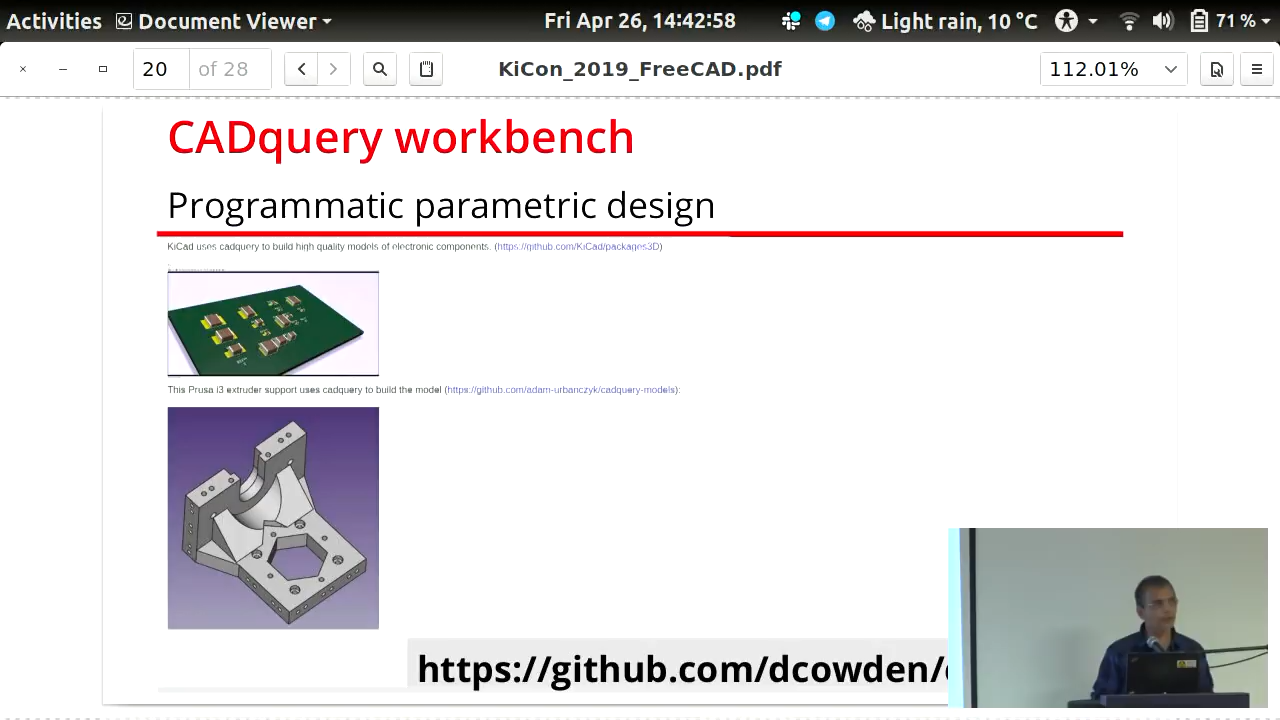 Activities Document Viewer Fri Apr 26, 14:42:58 Light rain, 10 °C 71 %
20 of 28 KiCon_2019_FreeCAD.pdf 112.01%
CADquery workbench
Programmatic parametric design
KiCad uses cadquery to build high quality models of electronic components. (https://github.com/KiCad/packages3D)
This Prusa i3 extruder support uses cadquery to build the model (https://github.com/adam-urbanczyk/cadquery-models):
https://github.com/dcowden/